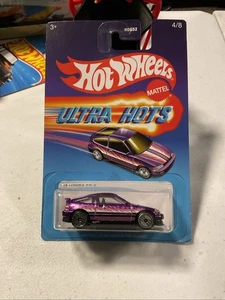 3+
4/8
HOT WHEELS
MATTEL
ULTRA HOTS